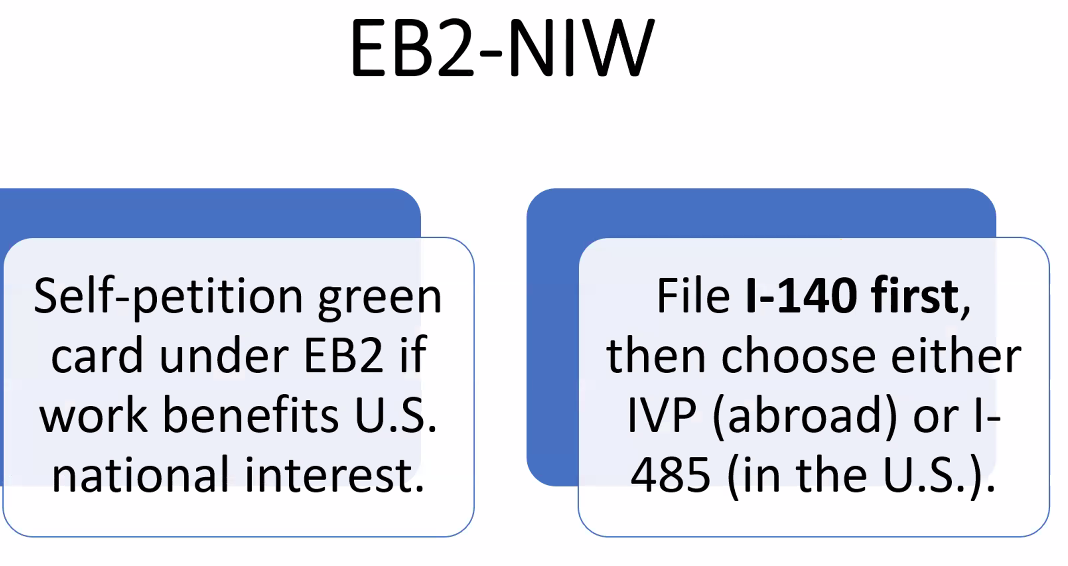 EB2-NIW
Self-petition green
card under EB2 if
work benefits U.S.
national interest.
File I-140 first,
then choose either
IVP (abroad) or I-
485 (in the U.S.).